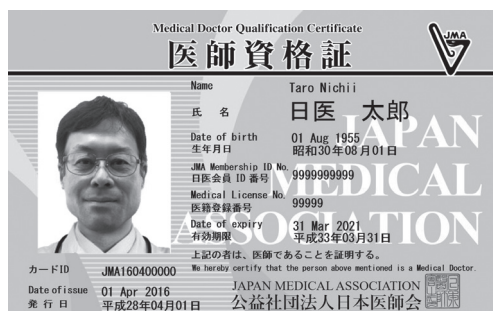 Medical Doctor Qualification Certificate
医師資格証
JMA
Name Taro Nichii
氏 名 日医 太郎
Date of birth 01 Aug 1955
生年月日 昭和30年08月01日
JMA Membership ID No.
日医会員 ID 番号 9999999999
Medical License No.
医籍登録番号 99999
Date of expiry 31 Mar 2021
有効期限 平成33年03月31日
上記の者は、医師であることを証明する。
We hereby certify that the person above mentioned is a Medical Doctor.
カードID JMA160400000
Date of issue 01 Apr 2016
発 行 日 平成28年04月01日
JAPAN MEDICAL ASSOCIATION
公益社団法人日本医師会
JAPAN
MEDICAL
ASSOCIATION